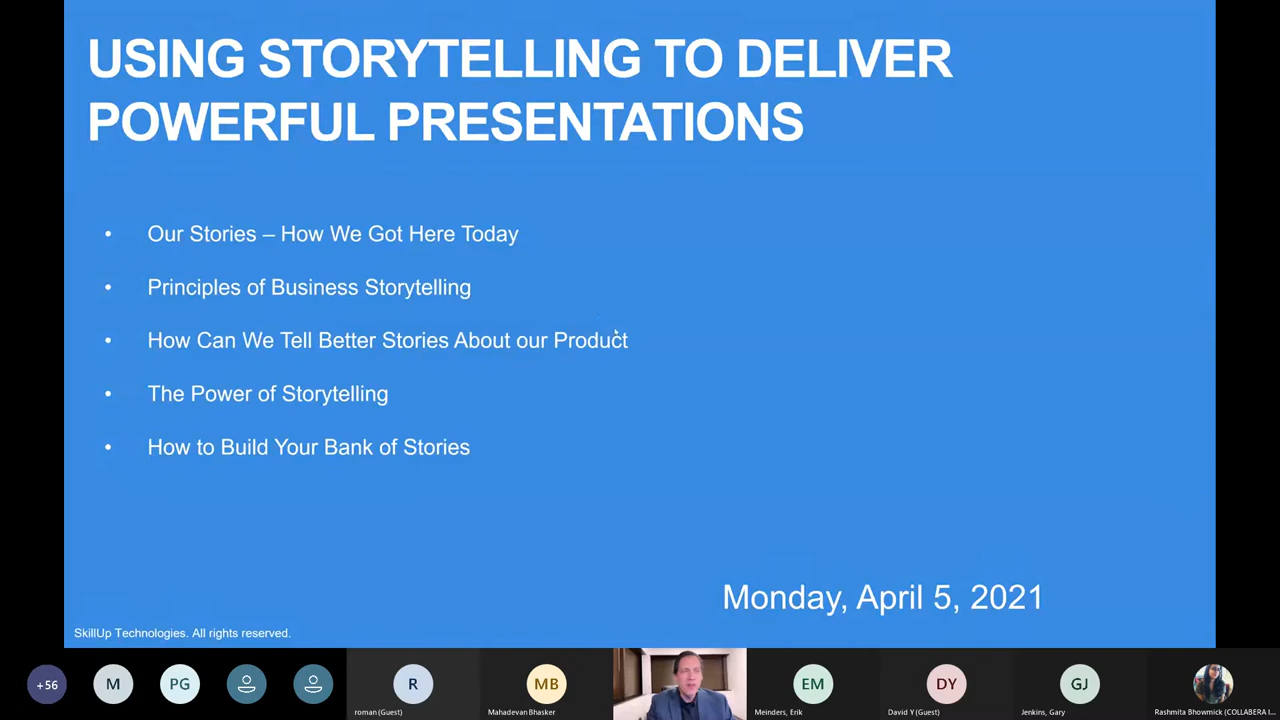 USING STORYTELLING TO DELIVER
POWERFUL PRESENTATIONS
• Our Stories – How We Got Here Today
• Principles of Business Storytelling
• How Can We Tell Better Stories About our Product
• The Power of Storytelling
• How to Build Your Bank of Stories
Monday, April 5, 2021
SkillUp Technologies. All rights reserved.
+56
M
PG
R
MB
EM
DY
GJ
roman (Guest)
Mahadevan Bhasker
Meinders, Erik
David Y (Guest)
Jenkins, Gary
Rashmita Bhowmick (COLLABERA I...